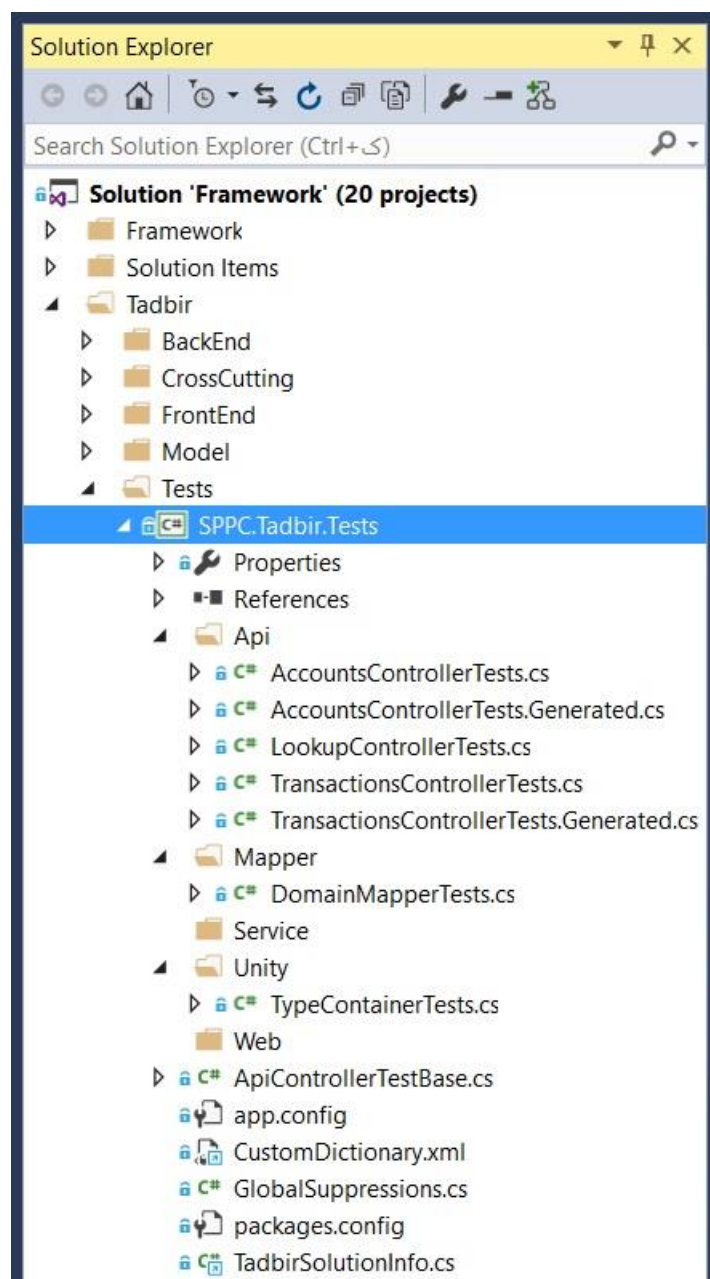 Solution Explorer
Search Solution Explorer (Ctrl+ک)
Solution 'Framework' (20 projects)
Framework
Solution Items
Tadbir
BackEnd
CrossCutting
FrontEnd
Model
Tests
C# SPPC.Tadbir.Tests
Properties
References
Api
C# AccountsControllerTests.cs
C# AccountsControllerTests.Generated.cs
C# LookupControllerTests.cs
C# TransactionsControllerTests.cs
C# TransactionsControllerTests.Generated.cs
Mapper
C# DomainMapperTests.cs
Service
Unity
C# TypeContainerTests.cs
Web
C# ApiControllerTestBase.cs
app.config
CustomDictionary.xml
C# GlobalSuppressions.cs
packages.config
C# TadbirSolutionInfo.cs